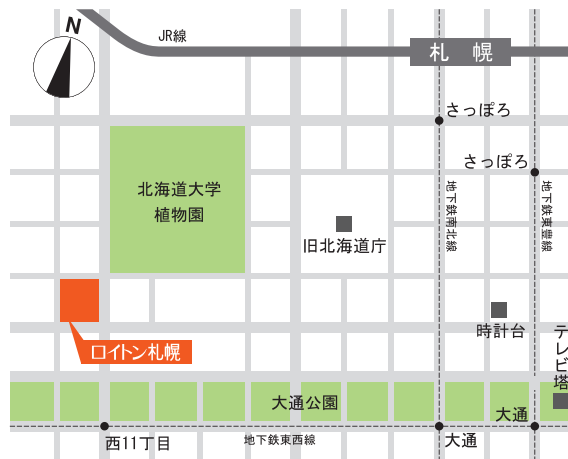 N
JR線
札幌
さっぽろ
さっぽろ
北海道大学
植物園
地下鉄南北線
地下鉄東豊線
旧北海道庁
時計台
テレビ塔
ロイトン札幌
大通公園
大通
西11丁目
地下鉄東西線
大通